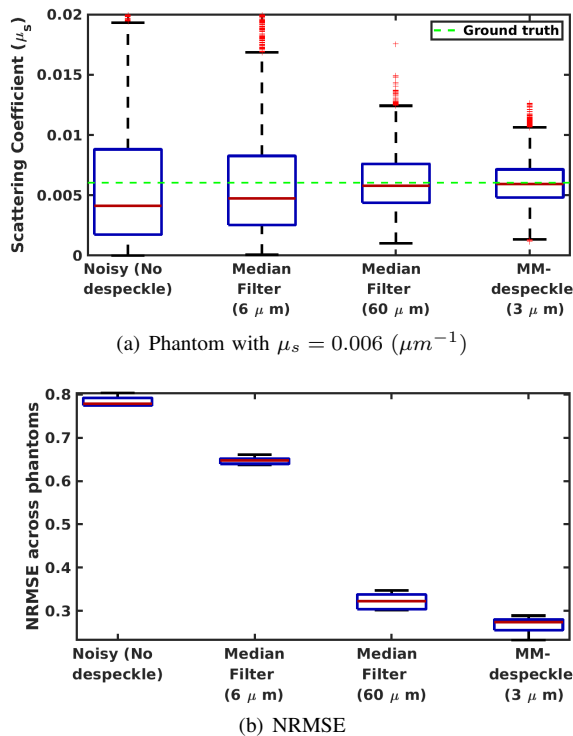 Scattering Coefficient (μs)
0.02
0.015
0.01
0.005
0
Ground truth
Noisy (No despeckle)
Median Filter (6 μ m)
Median Filter (60 μ m)
MM-despeckle (3 μ m)
(a) Phantom with μs = 0.006 (μm−1)
NRMSE across phantoms
0.8
0.7
0.6
0.5
0.4
0.3
Noisy (No despeckle)
Median Filter (6 μ m)
Median Filter (60 μ m)
MM-despeckle (3 μ m)
(b) NRMSE